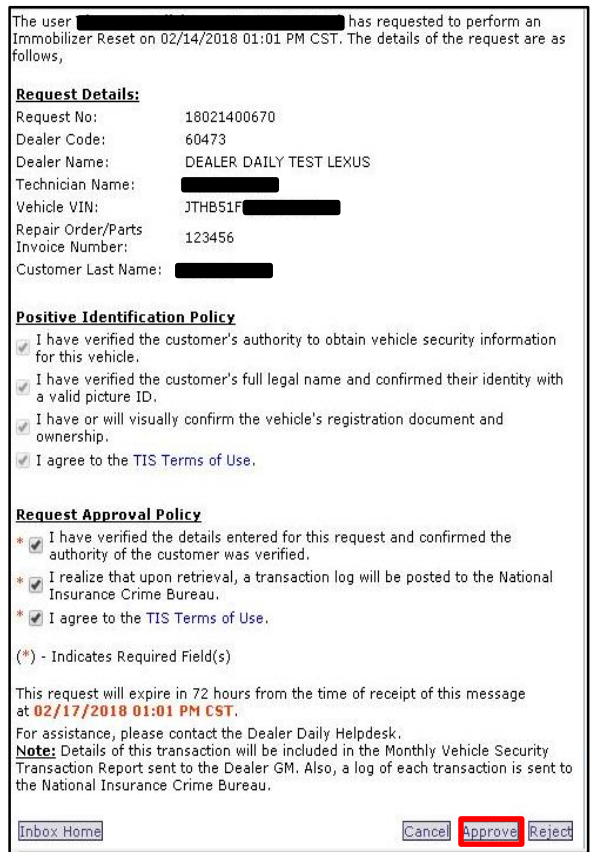 The user has requested to perform an
Immobilizer Reset on 02/14/2018 01:01 PM CST. The details of the request are as
follows,
Request Details:
Request No: 18021400670
Dealer Code: 60473
Dealer Name: DEALER DAILY TEST LEXUS
Technician Name:
Vehicle VIN: JTHB51F
Repair Order/Parts
Invoice Number: 123456
Customer Last Name:
Positive Identification Policy
I have verified the customer's authority to obtain vehicle security information
for this vehicle.
I have verified the customer's full legal name and confirmed their identity with
a valid picture ID.
I have or will visually confirm the vehicle's registration document and
ownership.
I agree to the TIS Terms of Use.
Request Approval Policy
* I have verified the details entered for this request and confirmed the
authority of the customer was verified.
* I realize that upon retrieval, a transaction log will be posted to the National
Insurance Crime Bureau.
* I agree to the TIS Terms of Use.
(*) - Indicates Required Field(s)
This request will expire in 72 hours from the time of receipt of this message
at 02/17/2018 01:01 PM CST.
For assistance, please contact the Dealer Daily Helpdesk.
Note: Details of this transaction will be included in the Monthly Vehicle Security
Transaction Report sent to the Dealer GM. Also, a log of each transaction is sent to
the National Insurance Crime Bureau.
Inbox Home Cancel Approve Reject